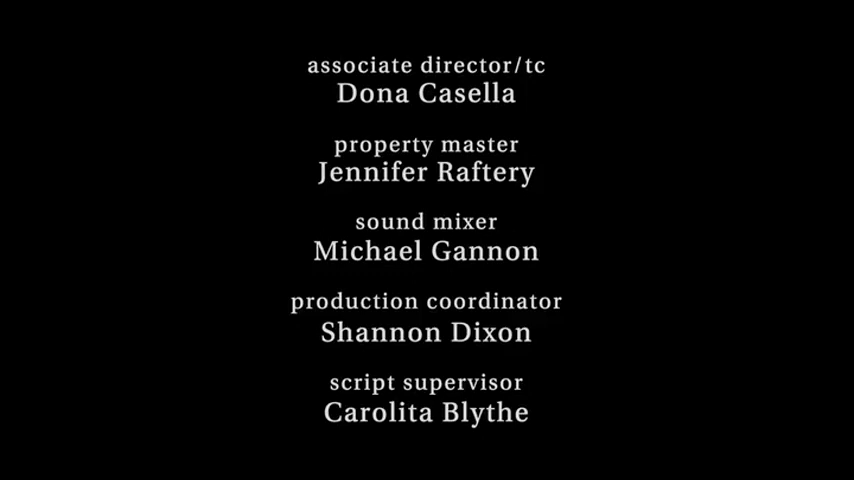 associate director/tc
Dona Casella
property master
Jennifer Raftery
sound mixer
Michael Gannon
production coordinator
Shannon Dixon
script supervisor
Carolita Blythe